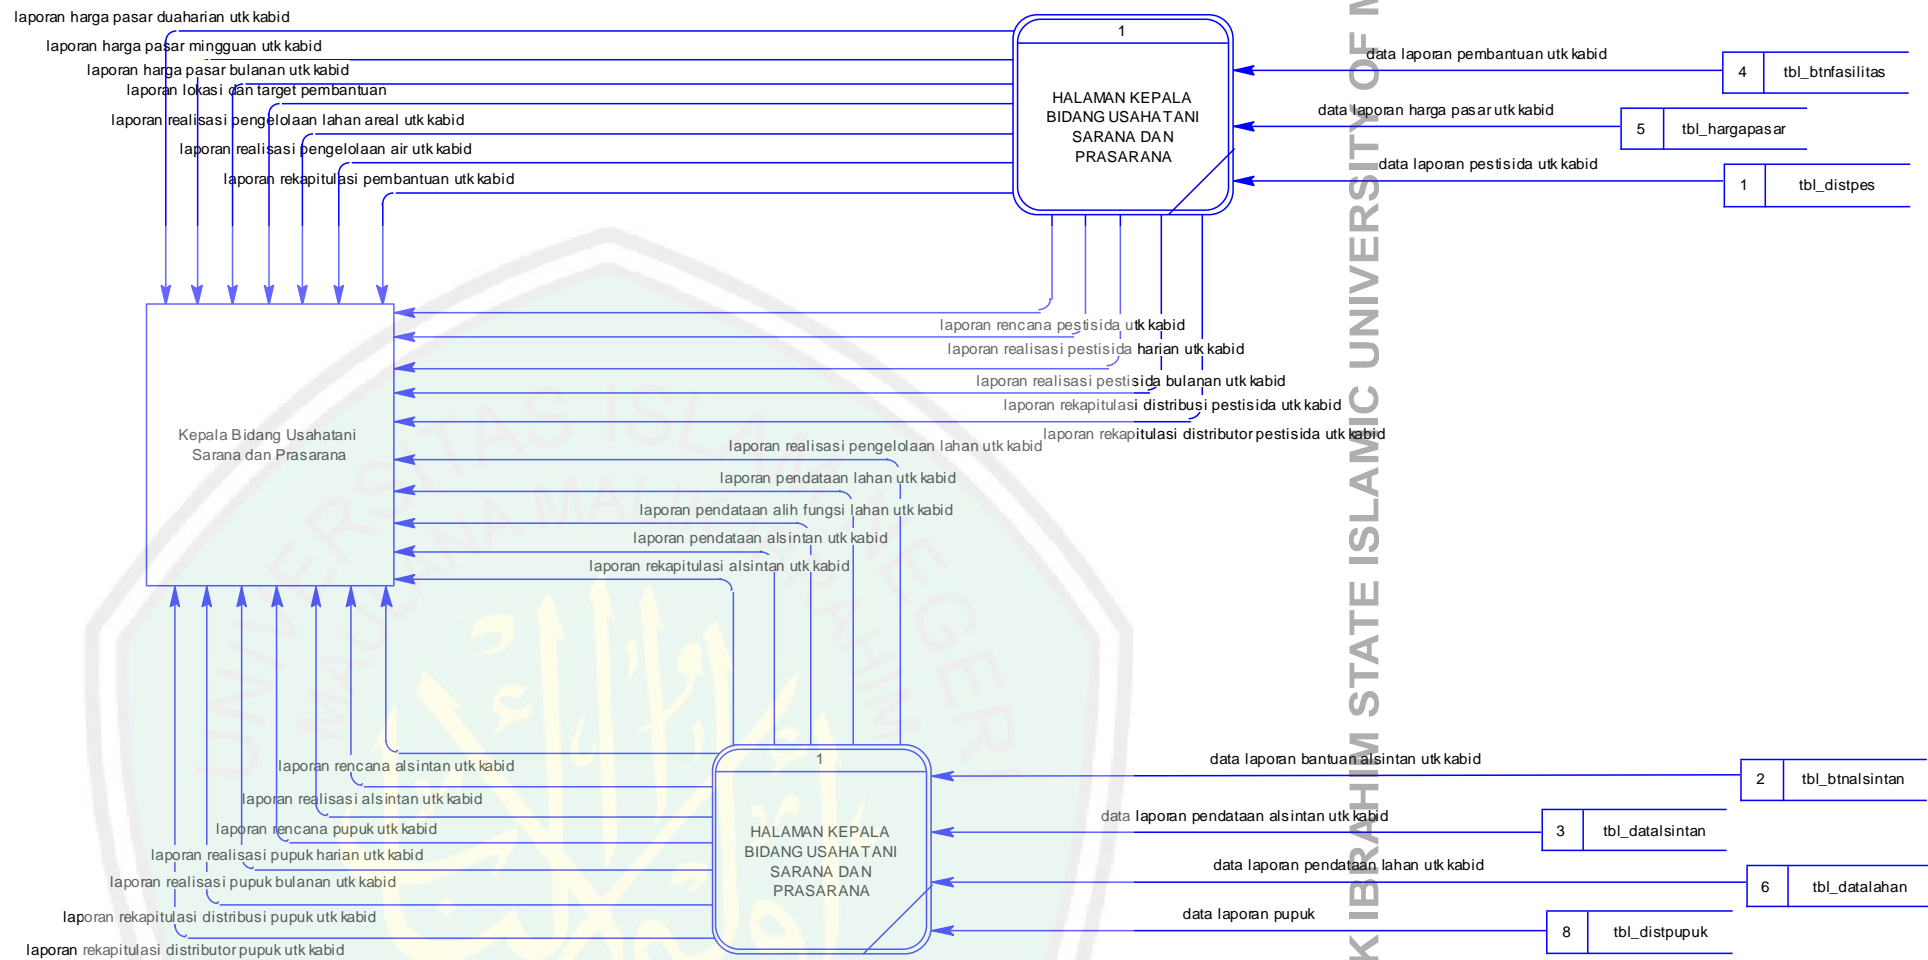 laporan harga pasar duaharian utk kabid
laporan harga pasar mingguan utk kabid
laporan harga pasar bulanan utk kabid
laporan lokasi dan target pembantuan
laporan realisasi pengelolaan lahan areal utk kabid
laporan realisasi pengelolaan air utk kabid
laporan rekapitulasi pembantuan utk kabid
1
HALAMAN KEPALA
BIDANG USAHATANI
SARANA DAN
PRASARANA
data laporan pembantuan utk kabid
4 tbl_btnfasilitas
data laporan harga pasar utk kabid
5 tbl_hargapasar
data laporan pestisida utk kabid
1 tbl_distpes
laporan rencana pestisida utk kabid
laporan realisasi pestisida harian utk kabid
laporan realisasi pestisida bulanan utk kabid
laporan rekapitulasi distribusi pestisida utk kabid
laporan rekapitulasi distributor pestisida utk kabid
Kepala Bidang Usahatani
Sarana dan Prasarana
laporan realisasi pengelolaan lahan utk kabid
laporan pendataan lahan utk kabid
laporan pendataan alih fungsi lahan utk kabid
laporan pendataan alsintan utk kabid
laporan rekapitulasi alsintan utk kabid
laporan rencana alsintan utk kabid
laporan realisasi alsintan utk kabid
laporan rencana pupuk utk kabid
laporan realisasi pupuk harian utk kabid
laporan realisasi pupuk bulanan utk kabid
laporan rekapitulasi distribusi pupuk utk kabid
laporan rekapitulasi distributor pupuk utk kabid
1
HALAMAN KEPALA
BIDANG USAHATANI
SARANA DAN
PRASARANA
data laporan bantuan alsintan utk kabid
2 tbl_btnalsintan
data laporan pendataan alsintan utk kabid
3 tbl_datalsintan
data laporan pendataan lahan utk kabid
6 tbl_datalahan
data laporan pupuk
8 tbl_distpupuk
K IBRAHIM STATE ISLAMIC UNIVERSITY OF M
UNIVERSITAS ISLAM NEGERI
MAULANA MALIK IBRAHIM